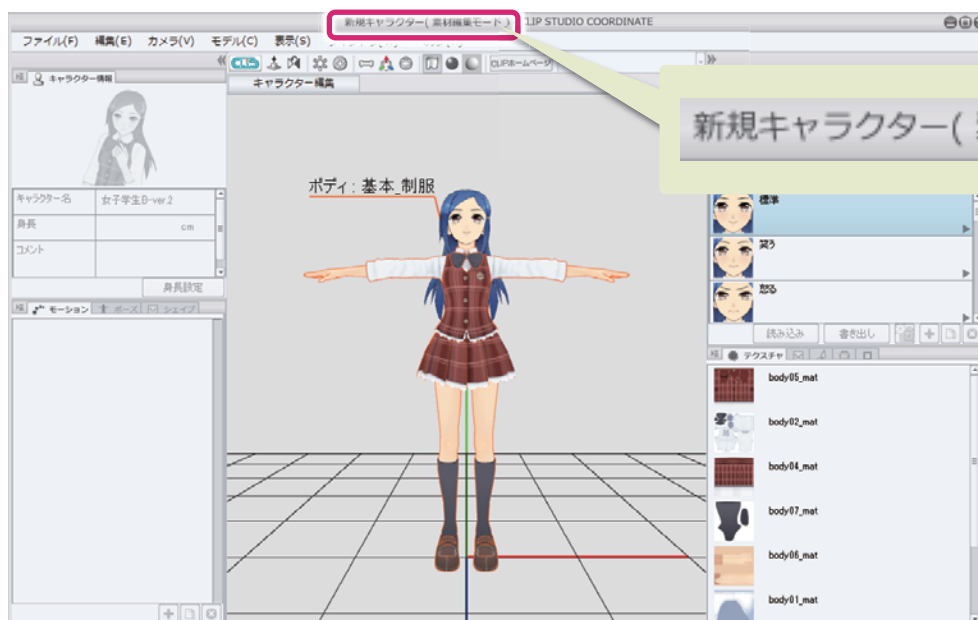 新規キャラクター( 素材編集モード ) CLIP STUDIO COORDINATE
ファイル(F) 編集(E) カメラ(V) モデル(C) 表示(S)
CLIP CLIPホームページ
キャラクター情報
キャラクター編集
新規キャラクター(
ボディ: 基本_制服
キャラクター名 女子学生B-ver.2
身長 cm
コメント
身長設定
モーション ポーズ シェイプ
標準
笑う
怒る
読み込み 書き出し
テクスチャ
body05_mat
body02_mat
body04_mat
body07_mat
body06_mat
body01_mat